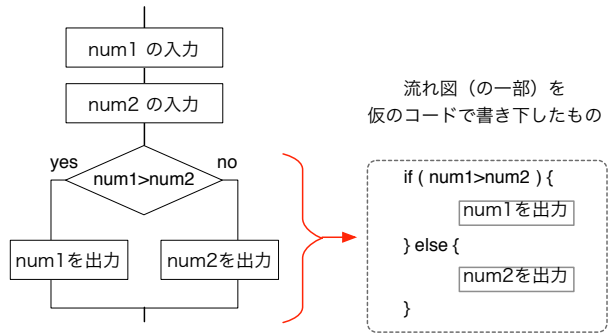 num1 の入力
num2 の入力
yes
no
num1>num2
num1を出力
num2を出力
流れ図（の一部）を
仮のコードで書き下したもの
if ( num1>num2 ) {
num1を出力
} else {
num2を出力
}